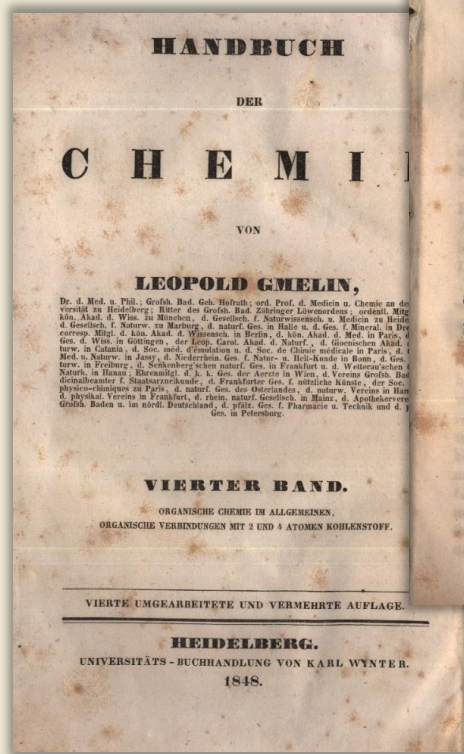 HANDBUCH
DER
CHEMI
VON
LEOPOLD GMELIN,
Dr. d. Med. u. Phil.; Grofsh. Bad. Geh. Hofrath; ord. Prof. d. Medicin u. Chemie an de
versität zu Heidelberg; Ritter des Grofsh. Bad. Zähringer Löwenordens; ordentl. Mitg
kön. Akad. d. Wiss. zu München, d. Gesellsch. f. Naturwissensch. u. Medicin zu Heide
d. Gesellsch. f. Naturw. zu Marburg, d. naturf. Ges. in Halle u. d. Ges. f. Mineral. in Dre
corresp. Mitgl. d. kön. Akad. d. Wissensch. in Berlin, d. kön. Akad. d. Med. in Paris, d
Ges. d. Wiss. in Göttingen, der Leop. Carol. Akad. d. Naturf., d. Gioenischen Akad.
turw. in Catania, d. Soc. méd. d'émulation u. d. Soc. de Chimie médicale in Paris, d.
Med. u. Naturw. in Jassy, d. Niederrhein. Ges. f. Natur- u. Heil-Kunde in Bonn, d. Ges.
turw. in Freiburg, d. Senkenberg'schen naturf. Ges. in Frankfurt u. d. Wetterau'schen
Naturk. in Hanau; Ehrenmitgl. d. k. k. Ges. der Aerzte in Wien, d. Vereins Grofsh. Bad
dicinalbeamter f. Staatsarzneikunde, d. Frankfurter Ges. f. nützliche Künste, der Soc.
physico-chimiques zu Paris, d. naturf. Ges. des Osterlandes, d. naturw. Vereins in Ham
d. physikal. Vereins in Frankfurt, d. rhein. naturf. Gesellsch. in Mainz, d. Apothekervere
Grofsh. Baden u. im nördl. Deutschland, d. pfälz. Ges. f. Pharmacie u. Technik und d.
Ges. in Petersburg.
VIERTER BAND.
ORGANISCHE CHEMIE IM ALLGEMEINEN,
ORGANISCHE VERBINDUNGEN MIT 2 UND 4 ATOMEN KOHLENSTOFF.
VIERTE UMGEARBEITETE UND VERMEHRTE AUFLAGE.
HEIDELBERG.
UNIVERSITÄTS-BUCHHANDLUNG VON KARL WINTER.
1848.